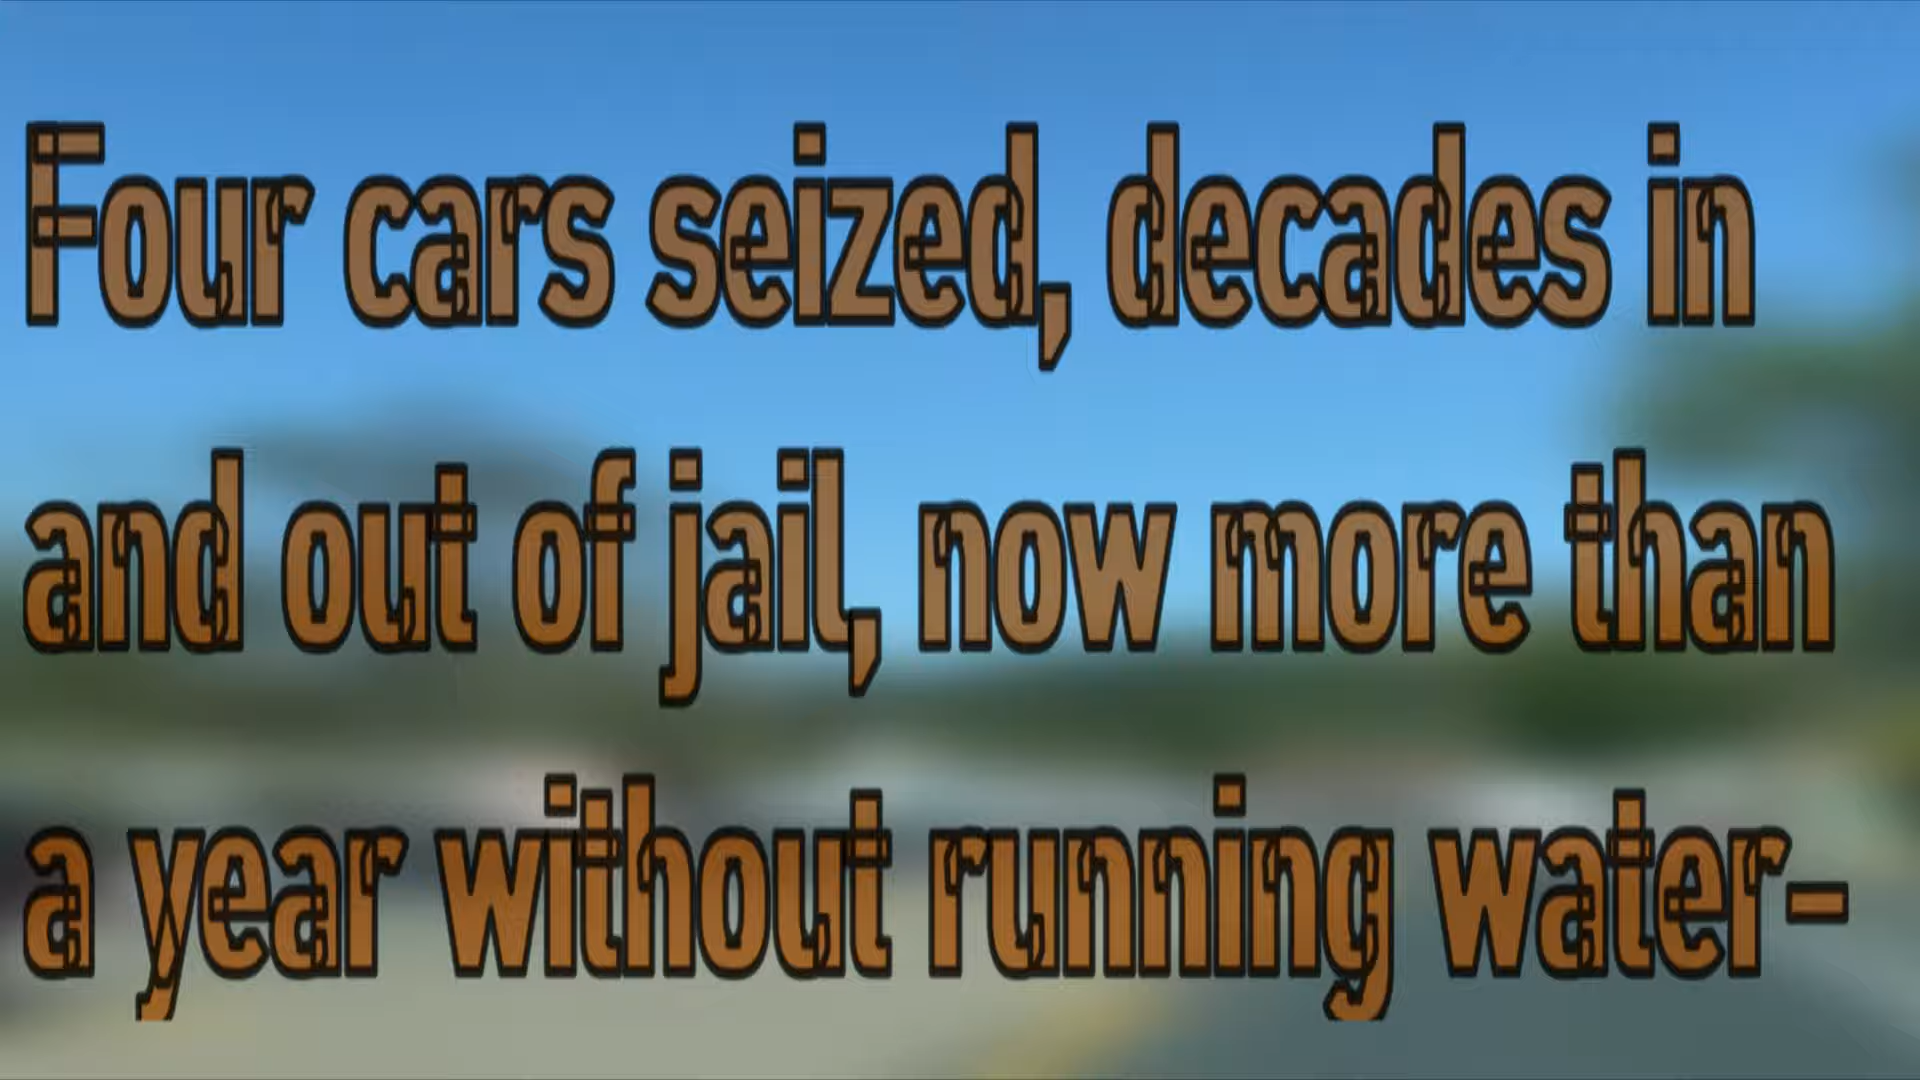 Four cars seized, decades in
and out of jail, now more than
a year without running water-